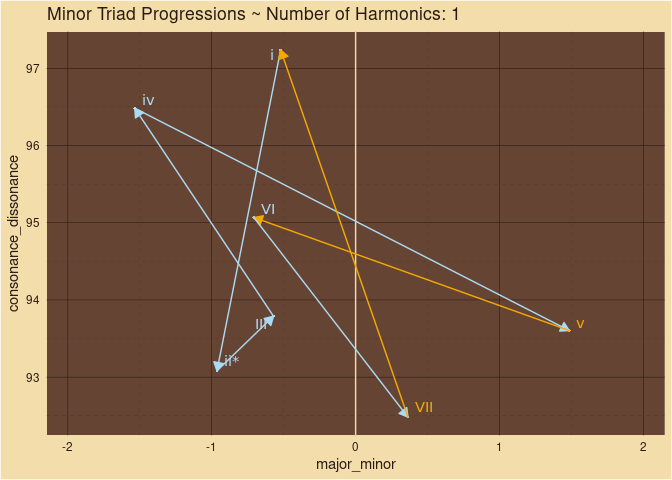 Minor Triad Progressions ~ Number of Harmonics: 1
97
96
95
94
93
consonance_dissonance
i
iv
VI
III
ii*
v
VII
-2
-1
0
1
2
major_minor